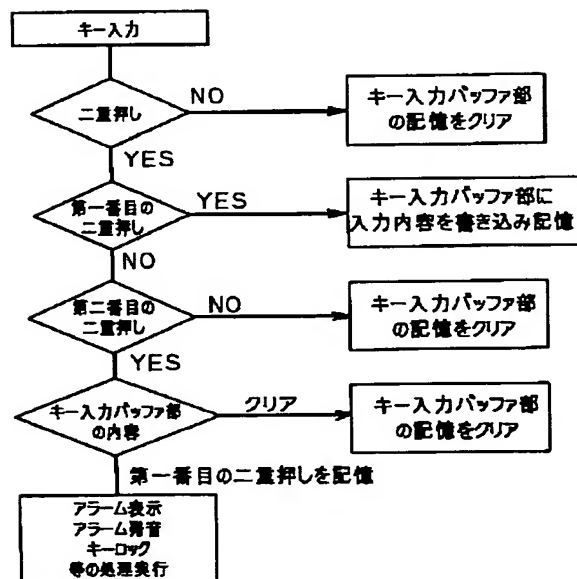 キー入力
二重押し
NO
キー入力バッファ部
の記憶をクリア
YES
第一番目の
二重押し
YES
キー入力バッファ部に
入力内容を書き込み記憶
NO
第二番目の
二重押し
NO
キー入力バッファ部
の記憶をクリア
YES
キー入力バッファ部
の内容
クリア
キー入力バッファ部
の記憶をクリア
第一番目の二重押しを記憶
アラーム表示
アラーム発音
キーロック
等の処理実行